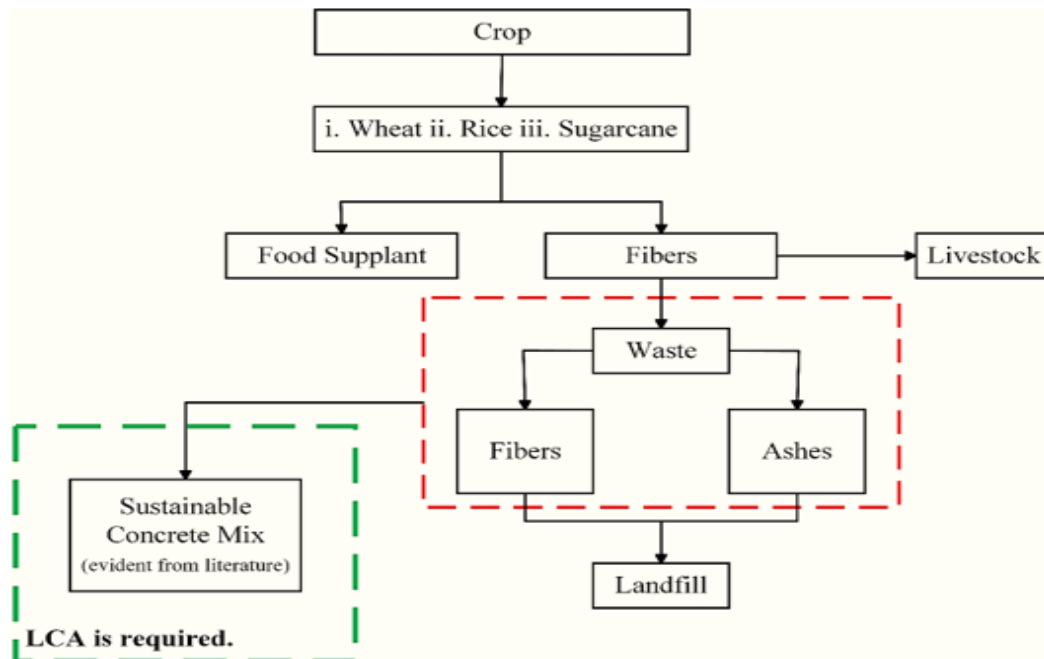 Crop
i. Wheat ii. Rice iii. Sugarcane
Food Supplant
Fibers
Livestock
Waste
Fibers
Ashes
Sustainable
Concrete Mix
(evident from literature)
Landfill
LCA is required.